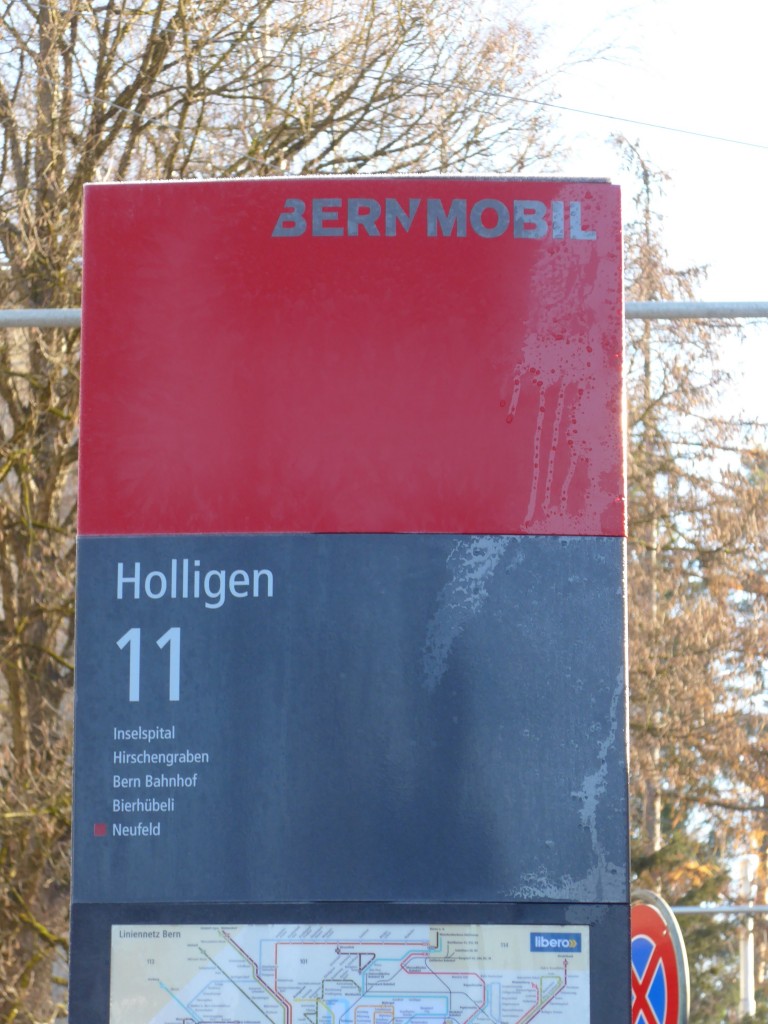 BERNMOBIL
Holligen
11
Inselspital
Hirschengraben
Bern Bahnhof
Bierhübeli
Neufeld
Liniennetz Bern
libero